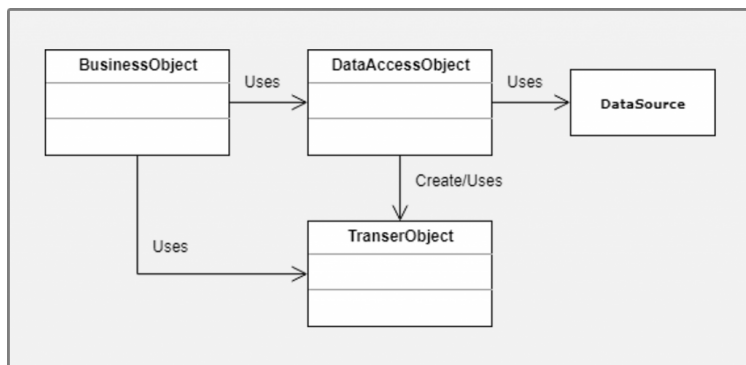 BusinessObject
DataAccessObject
Uses
Uses
DataSource
Create/Uses
TranserObject
Uses